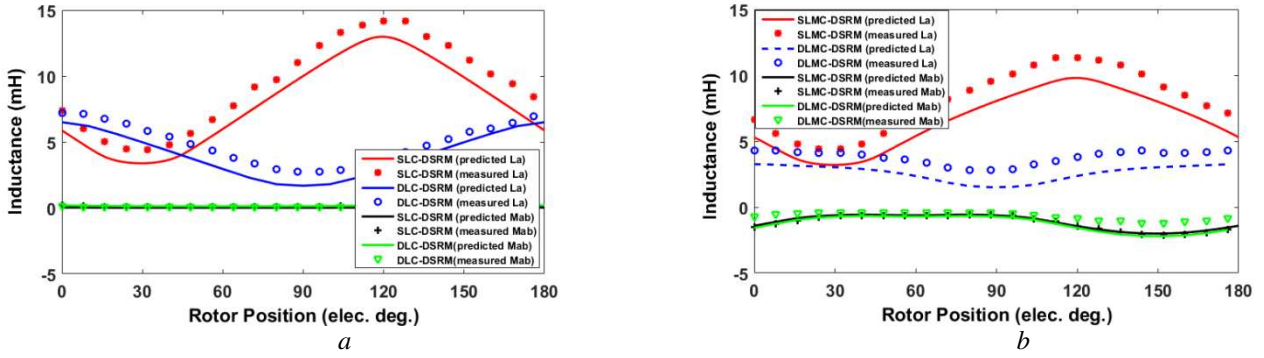 15
10
5
0
-5
Inductance (mH)
SLC-DSRM (predicted La)
SLC-DSRM (measured La)
DLC-DSRM (predicted La)
DLC-DSRM (measured La)
SLC-DSRM (predicted Mab)
SLC-DSRM (measured Mab)
DLC-DSRM(predicted Mab)
DLC-DSRM(measured Mab)
0 30 60 90 120 150 180
Rotor Position (elec. deg.)
a
15
10
5
0
-5
Inductance (mH)
SLMC-DSRM (predicted La)
SLMC-DSRM (measured La)
DLMC-DSRM (predicted La)
DLMC-DSRM (measured La)
SLMC-DSRM (predicted Mab)
SLMC-DSRM (measured Mab)
DLMC-DSRM(predicted Mab)
DLMC-DSRM(measured Mab)
0 30 60 90 120 150 180
Rotor Position (elec. deg.)
b